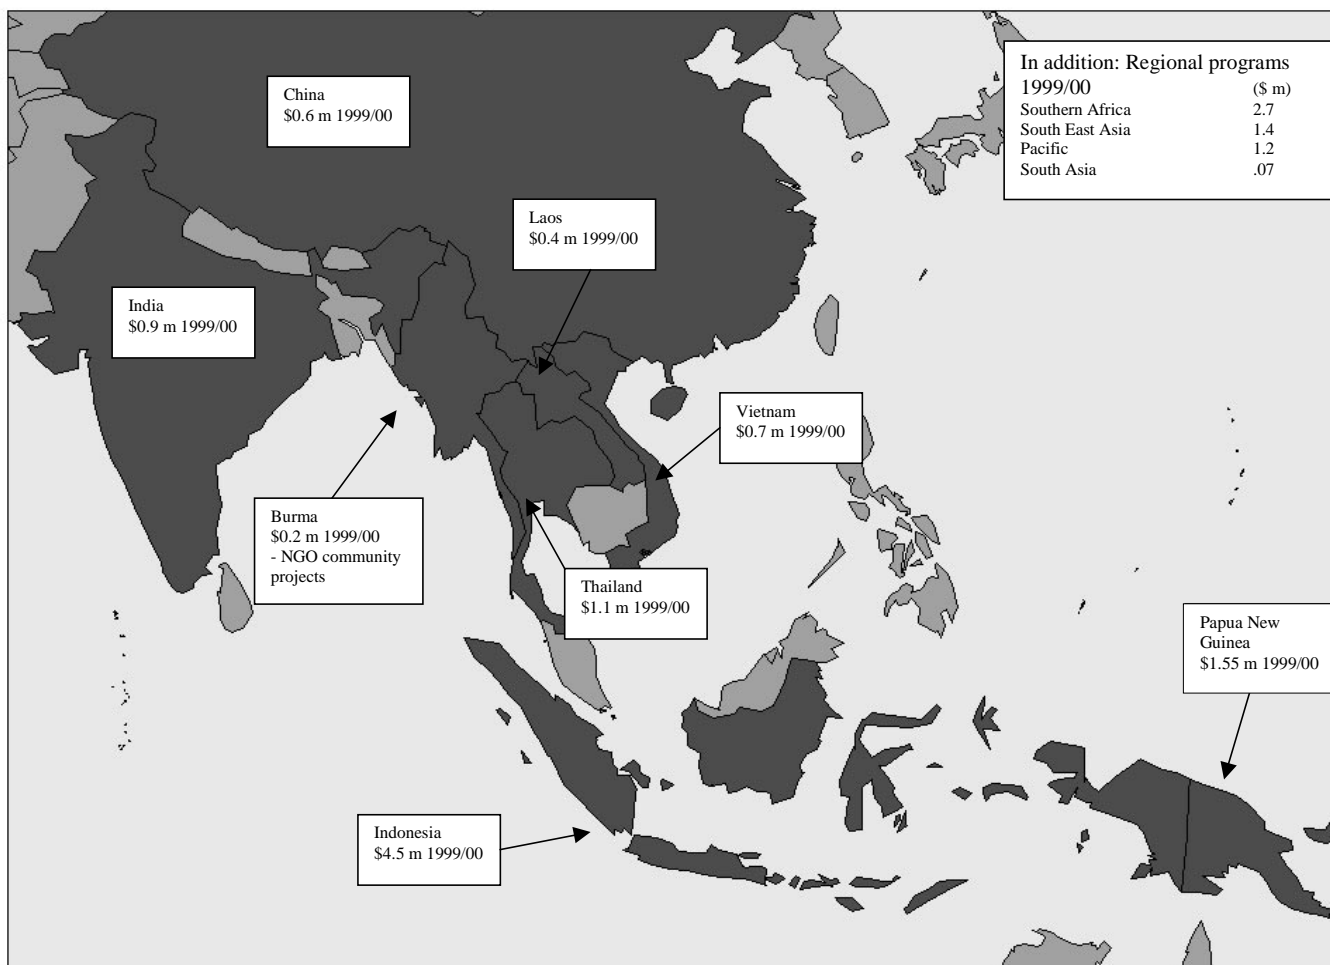 In addition: Regional programs
1999/00 ($ m)
Southern Africa 2.7
South East Asia 1.4
Pacific 1.2
South Asia .07
China
$0.6 m 1999/00
Laos
$0.4 m 1999/00
India
$0.9 m 1999/00
Vietnam
$0.7 m 1999/00
Burma
$0.2 m 1999/00
- NGO community
projects
Thailand
$1.1 m 1999/00
Papua New
Guinea
$1.55 m 1999/00
Indonesia
$4.5 m 1999/00